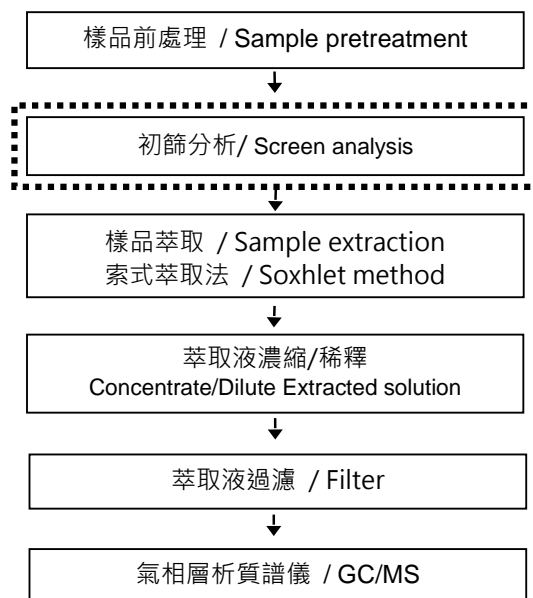 樣品前處理 / Sample pretreatment
初篩分析/ Screen analysis
樣品萃取 / Sample extraction
索式萃取法 / Soxhlet method
萃取液濃縮/稀釋
Concentrate/Dilute Extracted solution
萃取液過濾 / Filter
氣相層析質譜儀 / GC/MS